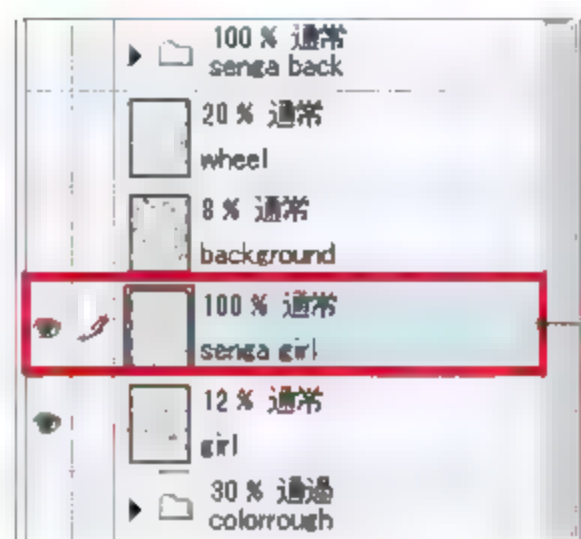 100 % 通常
senga back
20 % 通常
wheel
8 % 通常
background
100 % 通常
senga girl
12 % 通常
girl
30 % 通過
colorrough